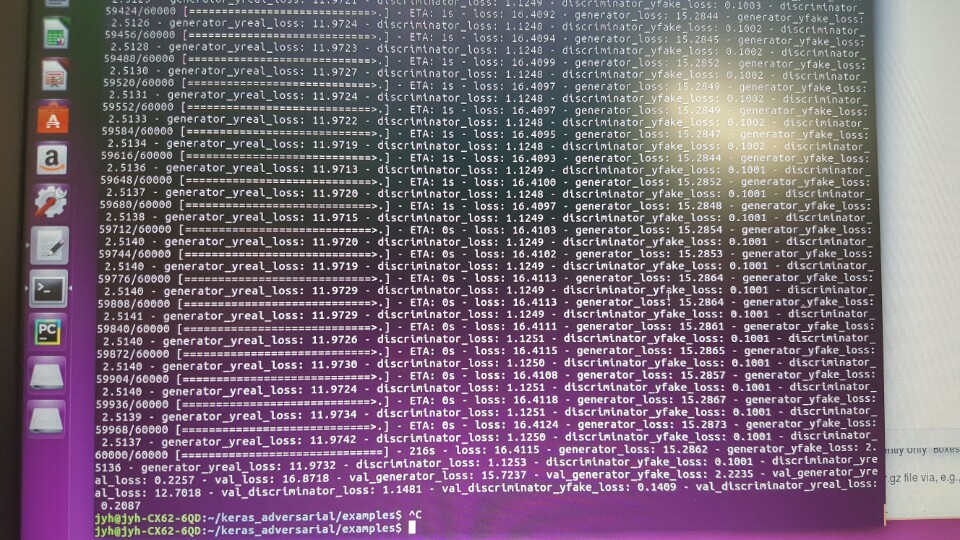 59424/60000 [==============================>.] - ETA: 1s - loss: 16.4092 - generator_loss: 15.2844 - generator_yfake_loss:
2.5126 - generator_yreal_loss: 11.9723 - discriminator_loss: 1.1248 - discriminator_yfake_loss: 0.1002 - discriminator_
59456/60000 [==============================>.] - ETA: 1s - loss: 16.4094 - generator_loss: 15.2845 - generator_yfake_loss:
2.5128 - generator_yreal_loss: 11.9723 - discriminator_loss: 1.1248 - discriminator_yfake_loss: 0.1002 - discriminator_
59488/60000 [==============================>.] - ETA: 1s - loss: 16.4099 - generator_loss: 15.2852 - generator_yfake_loss:
2.5130 - generator_yreal_loss: 11.9727 - discriminator_loss: 1.1248 - discriminator_yfake_loss: 0.1002 - discriminator_
59520/60000 [==============================>.] - ETA: 1s - loss: 16.4097 - generator_loss: 15.2849 - generator_yfake_loss:
2.5131 - generator_yreal_loss: 11.9724 - discriminator_loss: 1.1248 - discriminator_yfake_loss: 0.1002 - discriminator_
59552/60000 [==============================>.] - ETA: 1s - loss: 16.4097 - generator_loss: 15.2849 - generator_yfake_loss:
2.5133 - generator_yreal_loss: 11.9722 - discriminator_loss: 1.1248 - discriminator_yfake_loss: 0.1002 - discriminator_
59584/60000 [==============================>.] - ETA: 1s - loss: 16.4095 - generator_loss: 15.2847 - generator_yfake_loss:
2.5134 - generator_yreal_loss: 11.9719 - discriminator_loss: 1.1248 - discriminator_yfake_loss: 0.1002 - discriminator_
59616/60000 [==============================>.] - ETA: 1s - loss: 16.4093 - generator_loss: 15.2844 - generator_yfake_loss:
2.5136 - generator_yreal_loss: 11.9713 - discriminator_loss: 1.1249 - discriminator_yfake_loss: 0.1001 - discriminator_
59648/60000 [==============================>.] - ETA: 1s - loss: 16.4100 - generator_loss: 15.2852 - generator_yfake_loss:
2.5137 - generator_yreal_loss: 11.9720 - discriminator_loss: 1.1248 - discriminator_yfake_loss: 0.1001 - discriminator_
59680/60000 [==============================>.] - ETA: 1s - loss: 16.4097 - generator_loss: 15.2848 - generator_yfake_loss:
2.5138 - generator_yreal_loss: 11.9715 - discriminator_loss: 1.1249 - discriminator_yfake_loss: 0.1001 - discriminator_
59712/60000 [==============================>.] - ETA: 0s - loss: 16.4103 - generator_loss: 15.2854 - generator_yfake_loss:
2.5140 - generator_yreal_loss: 11.9720 - discriminator_loss: 1.1249 - discriminator_yfake_loss: 0.1001 - discriminator_
59744/60000 [==============================>.] - ETA: 0s - loss: 16.4102 - generator_loss: 15.2853 - generator_yfake_loss:
2.5140 - generator_yreal_loss: 11.9719 - discriminator_loss: 1.1249 - discriminator_yfake_loss: 0.1001 - discriminator_
59776/60000 [==============================>.] - ETA: 0s - loss: 16.4113 - generator_loss: 15.2864 - generator_yfake_loss:
2.5140 - generator_yreal_loss: 11.9729 - discriminator_loss: 1.1249 - discriminator_yfake_loss: 0.1001 - discriminator_
59808/60000 [==============================>.] - ETA: 0s - loss: 16.4113 - generator_loss: 15.2864 - generator_yfake_loss:
2.5141 - generator_yreal_loss: 11.9729 - discriminator_loss: 1.1249 - discriminator_yfake_loss: 0.1001 - discriminator_
59840/60000 [==============================>.] - ETA: 0s - loss: 16.4111 - generator_loss: 15.2861 - generator_yfake_loss:
2.5140 - generator_yreal_loss: 11.9726 - discriminator_loss: 1.1251 - discriminator_yfake_loss: 0.1001 - discriminator_
59872/60000 [==============================>.] - ETA: 0s - loss: 16.4115 - generator_loss: 15.2865 - generator_yfake_loss:
2.5140 - generator_yreal_loss: 11.9730 - discriminator_loss: 1.1250 - discriminator_yfake_loss: 0.1001 - discriminator_
59904/60000 [==============================>.] - ETA: 0s - loss: 16.4108 - generator_loss: 15.2857 - generator_yfake_loss:
2.5140 - generator_yreal_loss: 11.9724 - discriminator_loss: 1.1251 - discriminator_yfake_loss: 0.1001 - discriminator_
59936/60000 [==============================>.] - ETA: 0s - loss: 16.4118 - generator_loss: 15.2867 - generator_yfake_loss:
2.5139 - generator_yreal_loss: 11.9734 - discriminator_loss: 1.1251 - discriminator_yfake_loss: 0.1001 - discriminator_
59968/60000 [==============================>.] - ETA: 0s - loss: 16.4124 - generator_loss: 15.2873 - generator_yfake_loss:
2.5137 - generator_yreal_loss: 11.9742 - discriminator_loss: 1.1250 - discriminator_yfake_loss: 0.1001 - discriminator_
60000/60000 [==============================] - 216s - loss: 16.4115 - generator_loss: 15.2862 - generator_yfake_loss: 2.
5136 - generator_yreal_loss: 11.9732 - discriminator_loss: 1.1253 - discriminator_yfake_loss: 0.1001 - discriminator_yre
al_loss: 0.2257 - val_loss: 16.8718 - val_generator_loss: 15.7237 - val_generator_yfake_loss: 2.2235 - val_generator_yre
al_loss: 12.7018 - val_discriminator_loss: 1.1481 - val_discriminator_yfake_loss: 0.1409 - val_discriminator_yreal_loss:
0.2087
jyh@jyh-CX62-6QD:~/keras_adversarial/examples$ ^C
jyh@jyh-CX62-6QD:~/keras_adversarial/examples$
ently only Boxes
r.gz file via, e.g.,
A
a
>_
PC